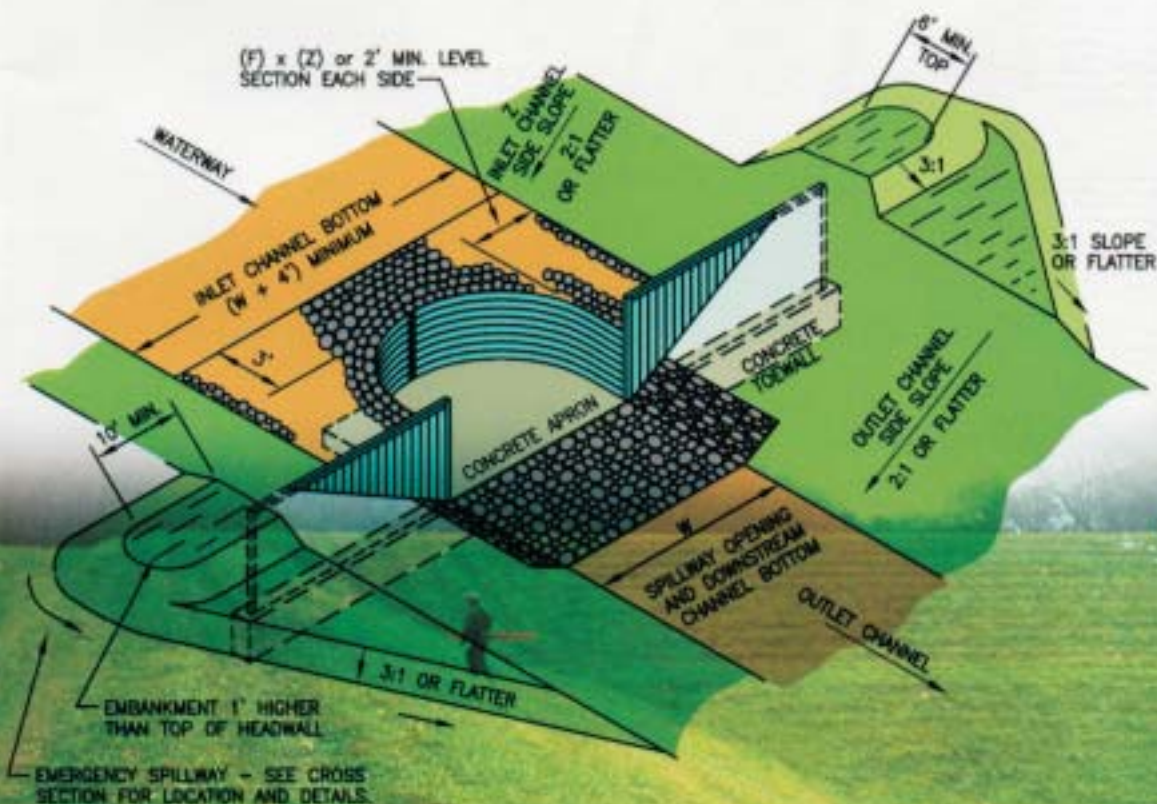 (F) x (Z) or 2' MIN. LEVEL
SECTION EACH SIDE
WATERWAY
INLET CHANNEL BOTTOM
(W + 4') MINIMUM
Z
INLET CHANNEL
SIDE SLOPE
2:1
OR FLATTER
MIN.
TOP
3:1
3:1 SLOPE
OR FLATTER
CONCRETE
TOEWALL
OUTLET CHANNEL
SIDE SLOPE
2:1 OR FLATTER
10' MIN.
CONCRETE APRON
W
SPILLWAY OPENING
AND DOWNSTREAM
CHANNEL BOTTOM
OUTLET CHANNEL
3:1 OR FLATTER
EMBANKMENT 1' HIGHER
THAN TOP OF HEADWALL
EMERGENCY SPILLWAY - SEE CROSS
SECTION FOR LOCATION AND DETAILS.